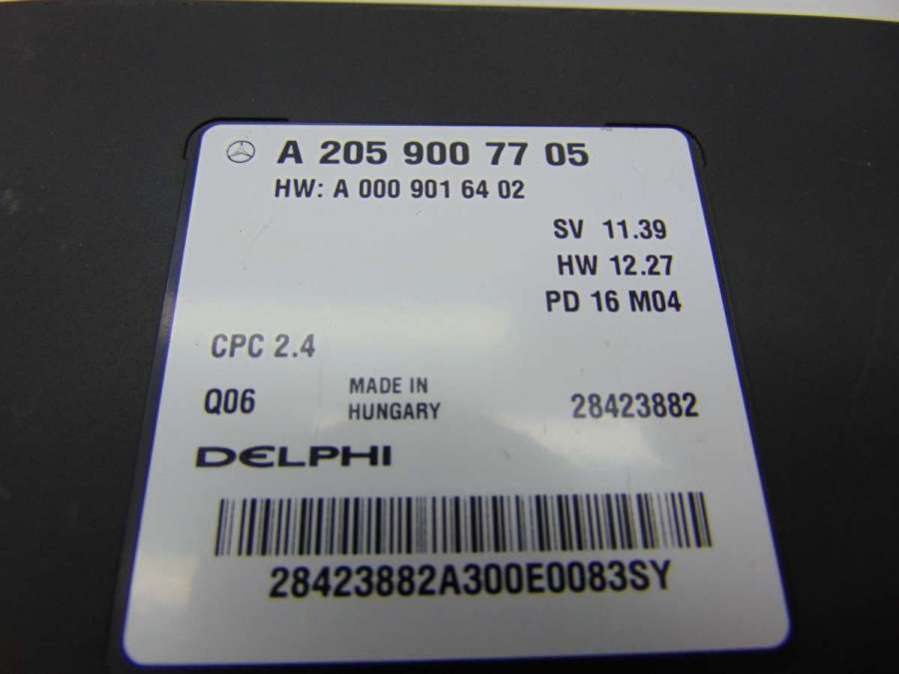 A 205 900 77 05
HW: A 000 901 64 02
SV 11.39
HW 12.27
PD 16 M04
CPC 2.4
Q06
MADE IN
HUNGARY
28423882
DELPHI
28423882A300E0083SY